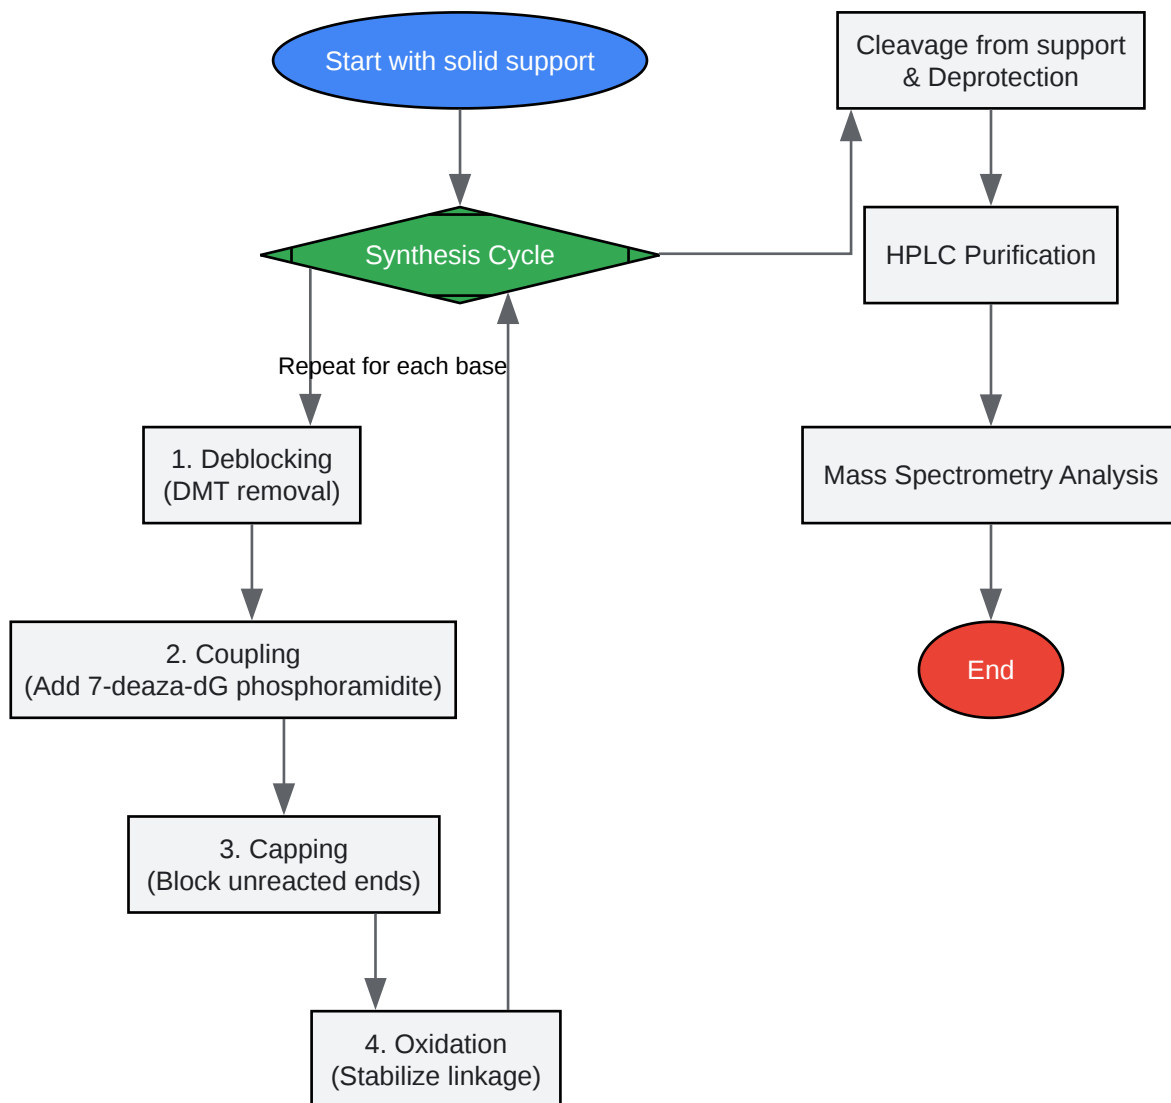 Start with solid support
Synthesis Cycle
Repeat for each base
1. Deblocking
(DMT removal)
2. Coupling
(Add 7-deaza-dG phosphoramidite)
3. Capping
(Block unreacted ends)
4. Oxidation
(Stabilize linkage)
Cleavage from support
& Deprotection
HPLC Purification
Mass Spectrometry Analysis
End